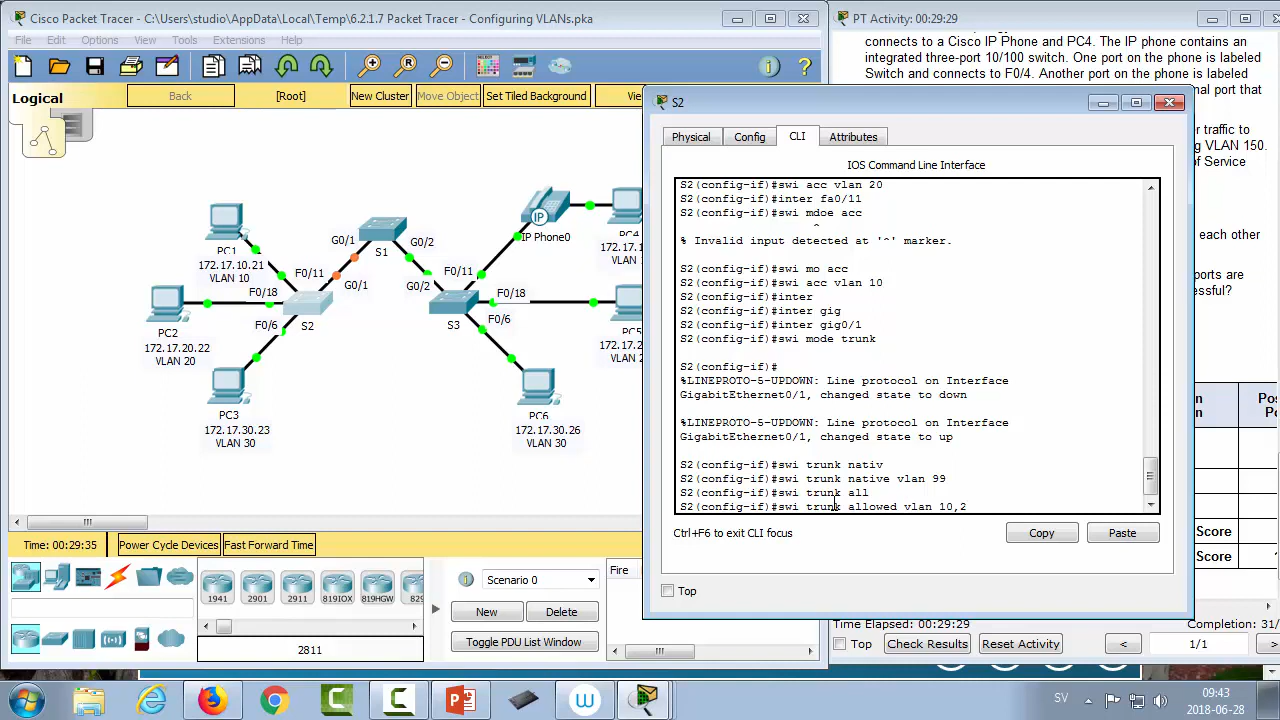 Cisco Packet Tracer - C:\Users\studio\AppData\Local\Temp\6.2.1.7 Packet Tracer - Configuring VLANs.pka
File Edit Options View Tools Extensions Help
Logical
Back
[Root]
New Cluster
Move Object
Set Tiled Background
PC1
172.17.10.21
VLAN 10
PC2
172.17.20.22
VLAN 20
PC3
172.17.30.23
VLAN 30
F0/11
F0/18
F0/6
S2
G0/1
G0/1
S1
G0/2
G0/2
S3
F0/11
F0/18
F0/6
IP
IP Phone0
PC6
172.17.30.26
VLAN 30
Time: 00:29:35
Power Cycle Devices
Fast Forward Time
1941
2901
2911
819IOX
819HGW
829
2811
Scenario 0
New
Delete
Toggle PDU List Window
Fire
S2
Physical
Config
CLI
Attributes
IOS Command Line Interface
S2(config-if)#swi acc vlan 20
S2(config-if)#inter fa0/11
S2(config-if)#swi mdoe acc
^
% Invalid input detected at '^' marker.
S2(config-if)#swi mo acc
S2(config-if)#swi acc vlan 10
S2(config-if)#inter
S2(config-if)#inter gig
S2(config-if)#inter gig0/1
S2(config-if)#swi mode trunk
S2(config-if)#
%LINEPROTO-5-UPDOWN: Line protocol on Interface
GigabitEthernet0/1, changed state to down
%LINEPROTO-5-UPDOWN: Line protocol on Interface
GigabitEthernet0/1, changed state to up
S2(config-if)#swi trunk nativ
S2(config-if)#swi trunk native vlan 99
S2(config-if)#swi trunk all
S2(config-if)#swi trunk allowed vlan 10,2
Ctrl+F6 to exit CLI focus
Copy
Paste
Top
PT Activity: 00:29:29
connects to a Cisco IP Phone and PC4. The IP phone contains an
integrated three-port 10/100 switch. One port on the phone is labeled
Switch and connects to F0/4. Another port on the phone is labeled
traffic to
VLAN 150.
of Service
each other
ports are
successful?
Score
Score
Time Elapsed: 00:29:29
Completion: 31/
Top
Check Results
Reset Activity
<
1/1
>
SV
09:43
2018-06-28